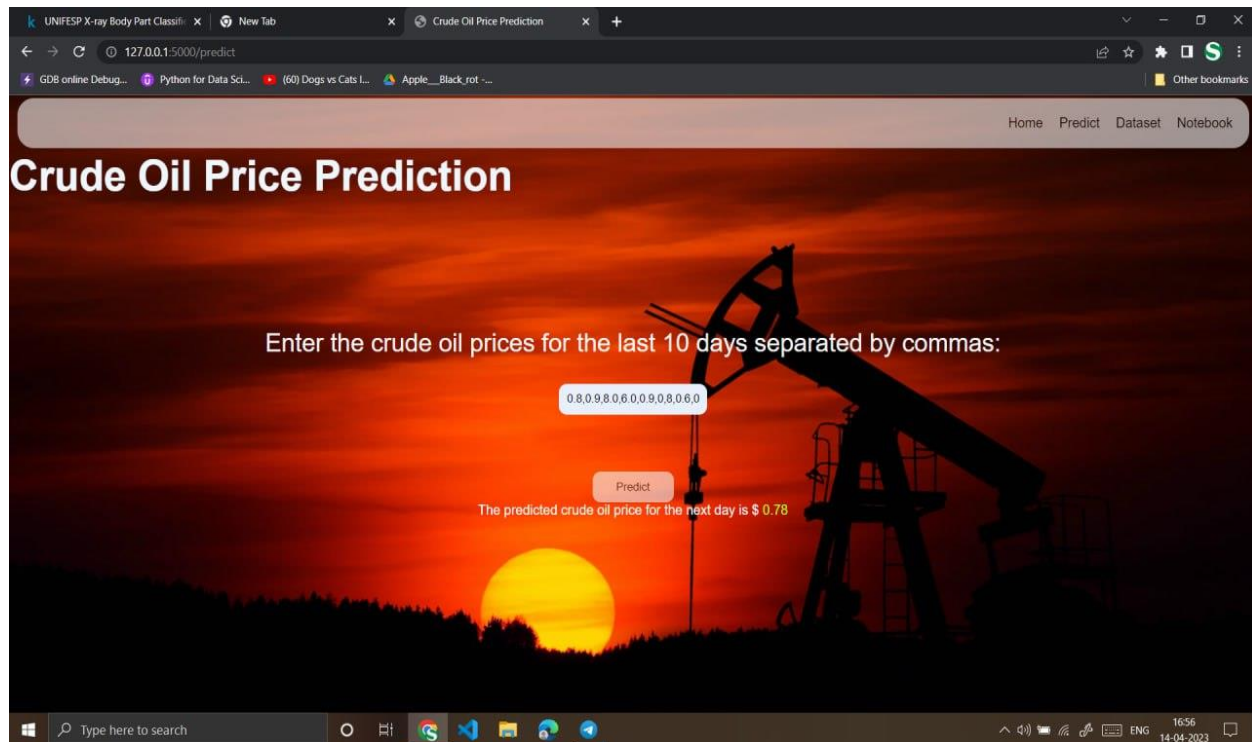 UNIFESP X-ray Body Part Classific
New Tab
Crude Oil Price Prediction
127.0.0.1:5000/predict
S
GDB online Debug...
Python for Data Sci...
(60) Dogs vs Cats I...
Apple__Black_rot -...
Other bookmarks
Home Predict Dataset Notebook
Crude Oil Price Prediction
Enter the crude oil prices for the last 10 days separated by commas:
0.8,0.9,8.0,6.0,0.9,0,8,0.6,0
Predict
The predicted crude oil price for the next day is $ 0.78
Type here to search
ENG
16:56
14-04-2023